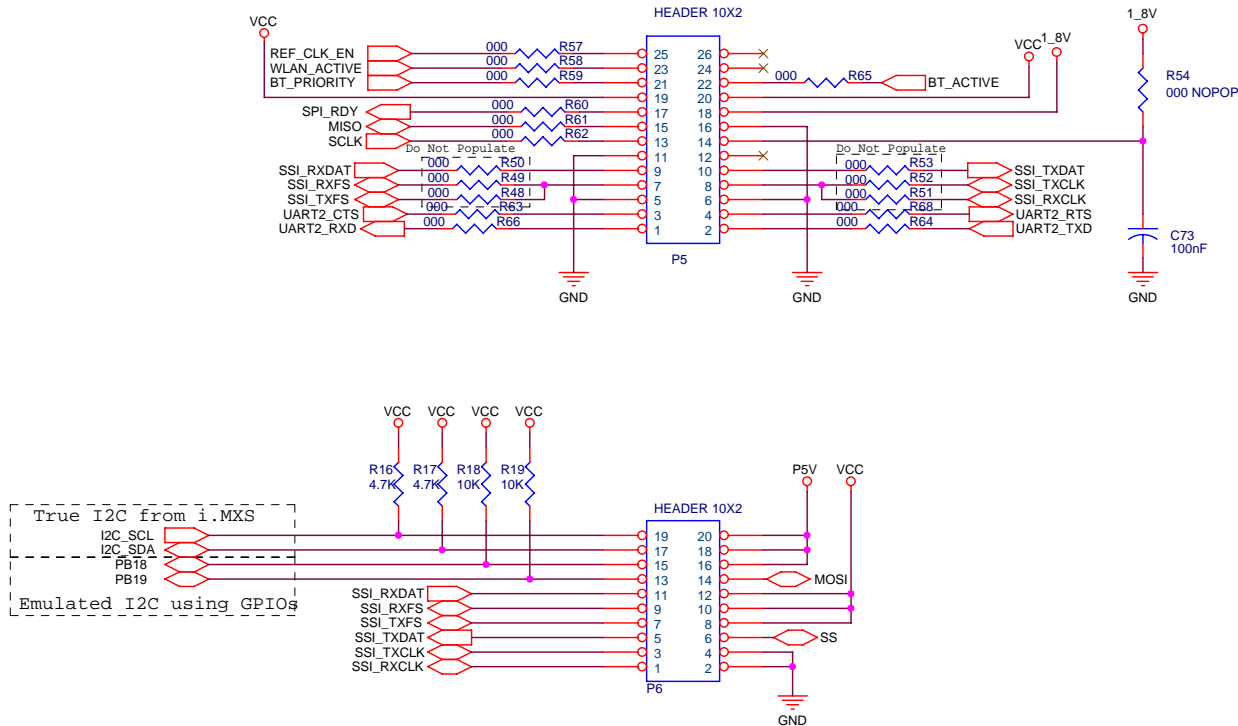 HEADER 10X2
VCC
1_8V
REF_CLK_EN 000 R57 25 26
VCC 1_8V
WLAN_ACTIVE 000 R58 23 24
BT_PRIORITY 000 R59 21 22 000 R65 BT_ACTIVE
R54
000 NOPOP
19 20
SPI_RDY 000 R60 17 18
MISO 000 R61 15 16
SCLK 000 R62 13 14
Do Not Populate 11 12 Do Not Populate
SSI_RXDAT 000 R50 9 10 000 R53 SSI_TXDAT
SSI_RXFS 000 R49 7 8 000 R52 SSI_TXCLK
SSI_TXFS 000 R48 5 6 000 R51 SSI_RXCLK
UART2_CTS 000 R63 3 4 000 R68 UART2_RTS
UART2_RXD 000 R66 1 2 000 R64 UART2_TXD
C73
100nF
P5
GND GND GND
VCC VCC VCC VCC
R16 R17 R18 R19
4.7K 4.7K 10K 10K
P5V VCC
HEADER 10X2
True I2C from i.MXS
I2C_SCL 19 20
I2C_SDA 17 18
PB18 15 16
PB19 13 14 MOSI
Emulated I2C using GPIOs
SSI_RXDAT 11 12
SSI_RXFS 9 10
SSI_TXFS 7 8
SSI_TXDAT 5 6 SS
SSI_TXCLK 3 4
SSI_RXCLK 1 2
P6
GND